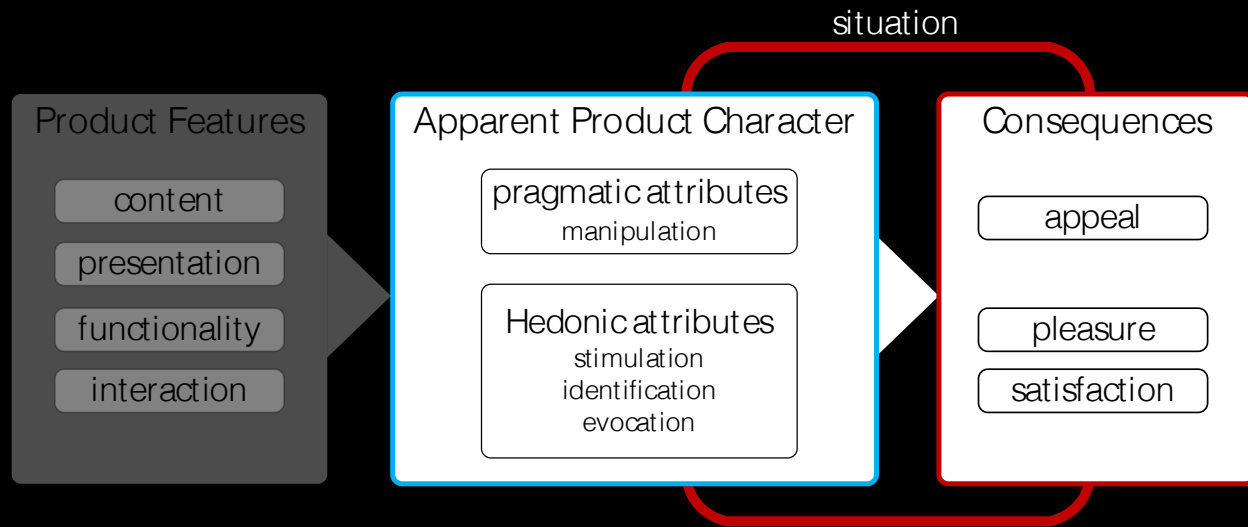 situation
Product Features
content
presentation
functionality
interaction
Apparent Product Character
pragmatic attributes
manipulation
Hedonic attributes
stimulation
identification
evocation
Consequences
appeal
pleasure
satisfaction